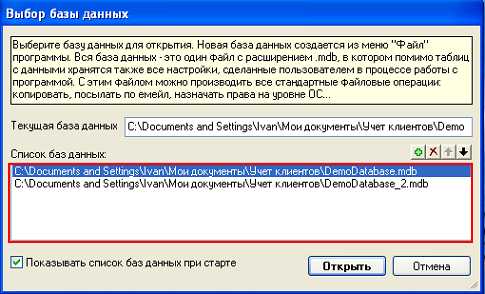 Выбор базы данных
Выберите базу данных для открытия. Новая база данных создается из меню "Файл"
программы. Вся база данных - это один файл с расширением .mdb, в котором помимо таблиц
с данными хранятся также все настройки, сделанные пользователем в процессе работы с
программой. С этим файлом можно производить все стандартные файловые операции:
копировать, посылать по емейл, назначать права на уровне ОС...
Текущая база данных C:\Documents and Settings\Ivan\Мои документы\Учет клиентов\Demo
Список баз данных:
C:\Documents and Settings\Ivan\Мои документы\Учет клиентов\DemoDatabase.mdb
C:\Documents and Settings\Ivan\Мои документы\Учет клиентов\DemoDatabase_2.mdb
Показывать список баз данных при старте
Открыть
Отмена